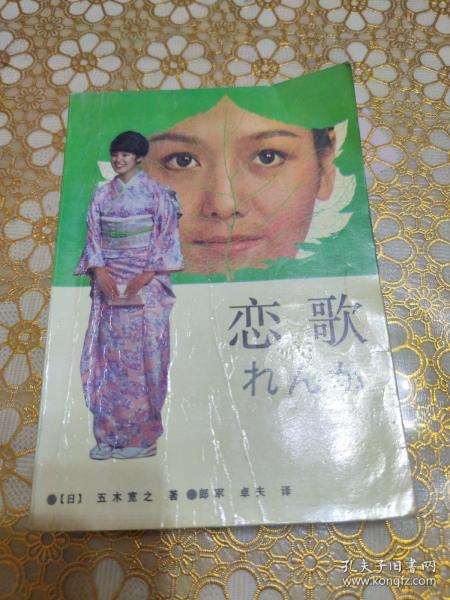 恋歌
れんか
●【日】 五木宽之 著 ●郎军 卓夫 译
孔夫子旧书网
www.kongfz.com